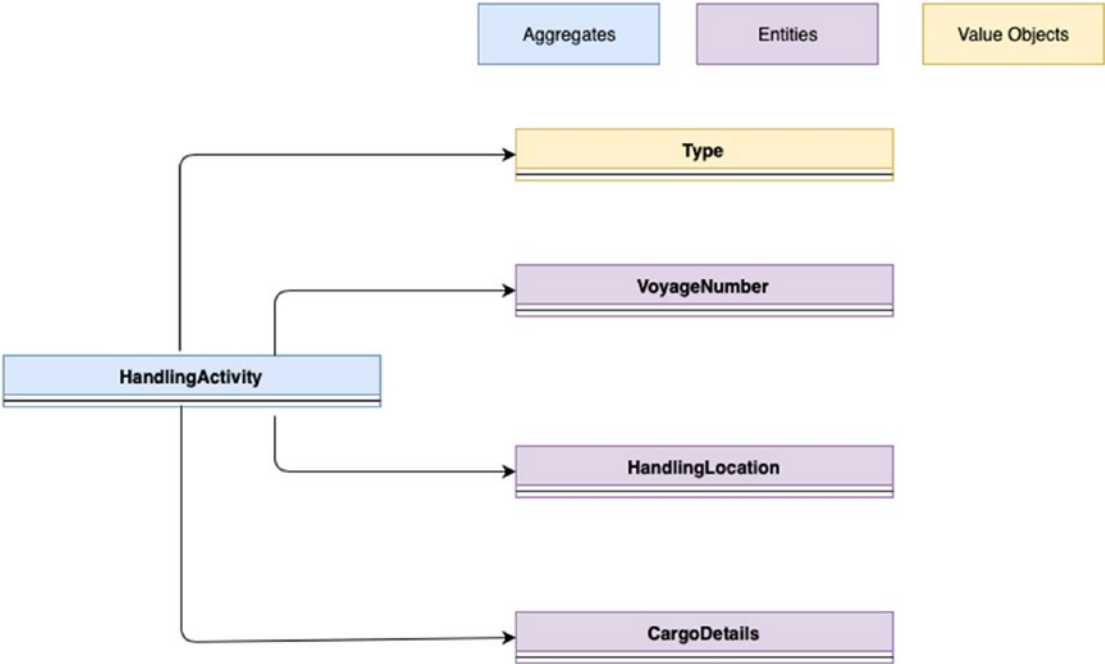 Aggregates
Entities
Value Objects
Type
VoyageNumber
HandlingActivity
HandlingLocation
CargoDetails